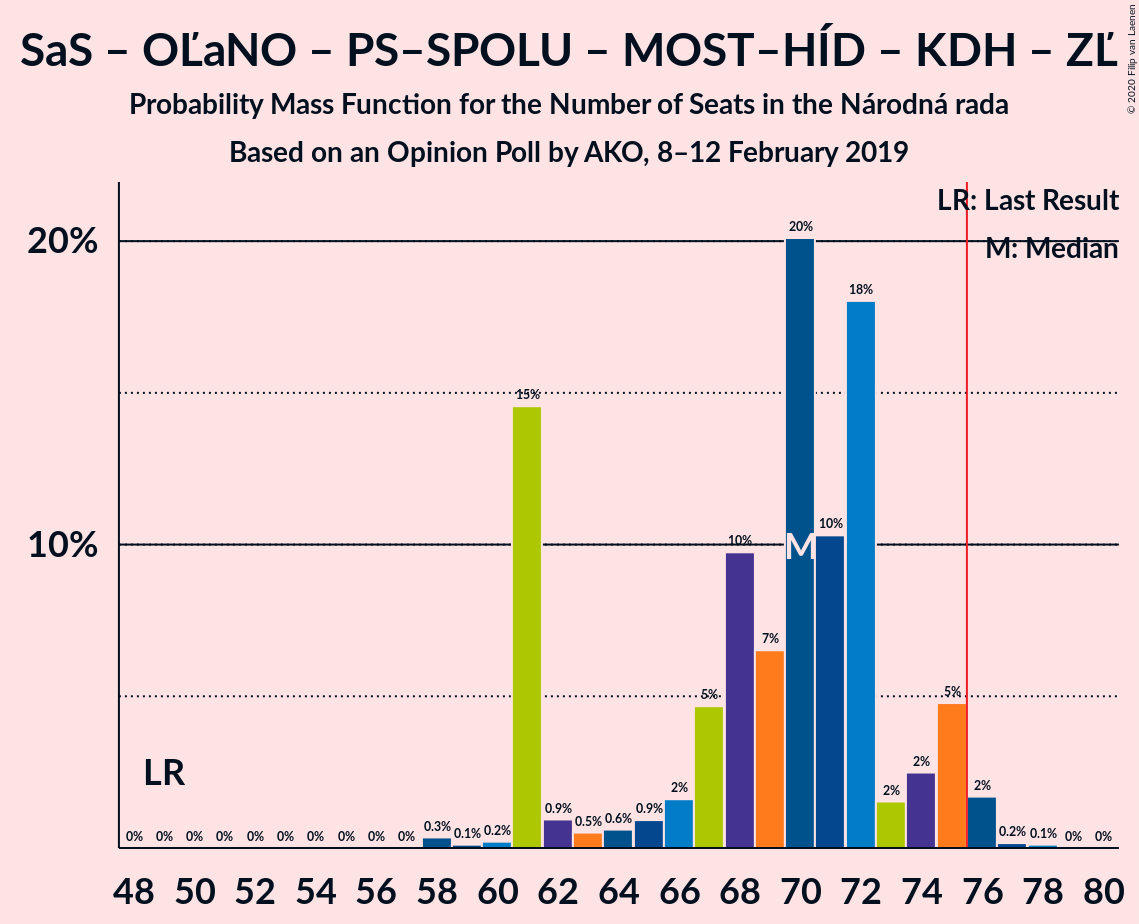 SaS – OĽaNO – PS–SPOLU – MOST–HÍD – KDH – ZĽ
Probability Mass Function for the Number of Seats in the Národná rada
Based on an Opinion Poll by AKO, 8–12 February 2019
© 2020 Filip van Laenen
LR: Last Result
M: Median
20%
10%
LR
M
0% 0% 0% 0% 0% 0% 0% 0% 0% 0% 0.3% 0.1% 0.2% 15% 0.9% 0.5% 0.6% 0.9% 2% 5% 10% 7% 20% 10% 18% 2% 2% 5% 2% 0.2% 0.1% 0% 0%
48 50 52 54 56 58 60 62 64 66 68 70 72 74 76 78 80